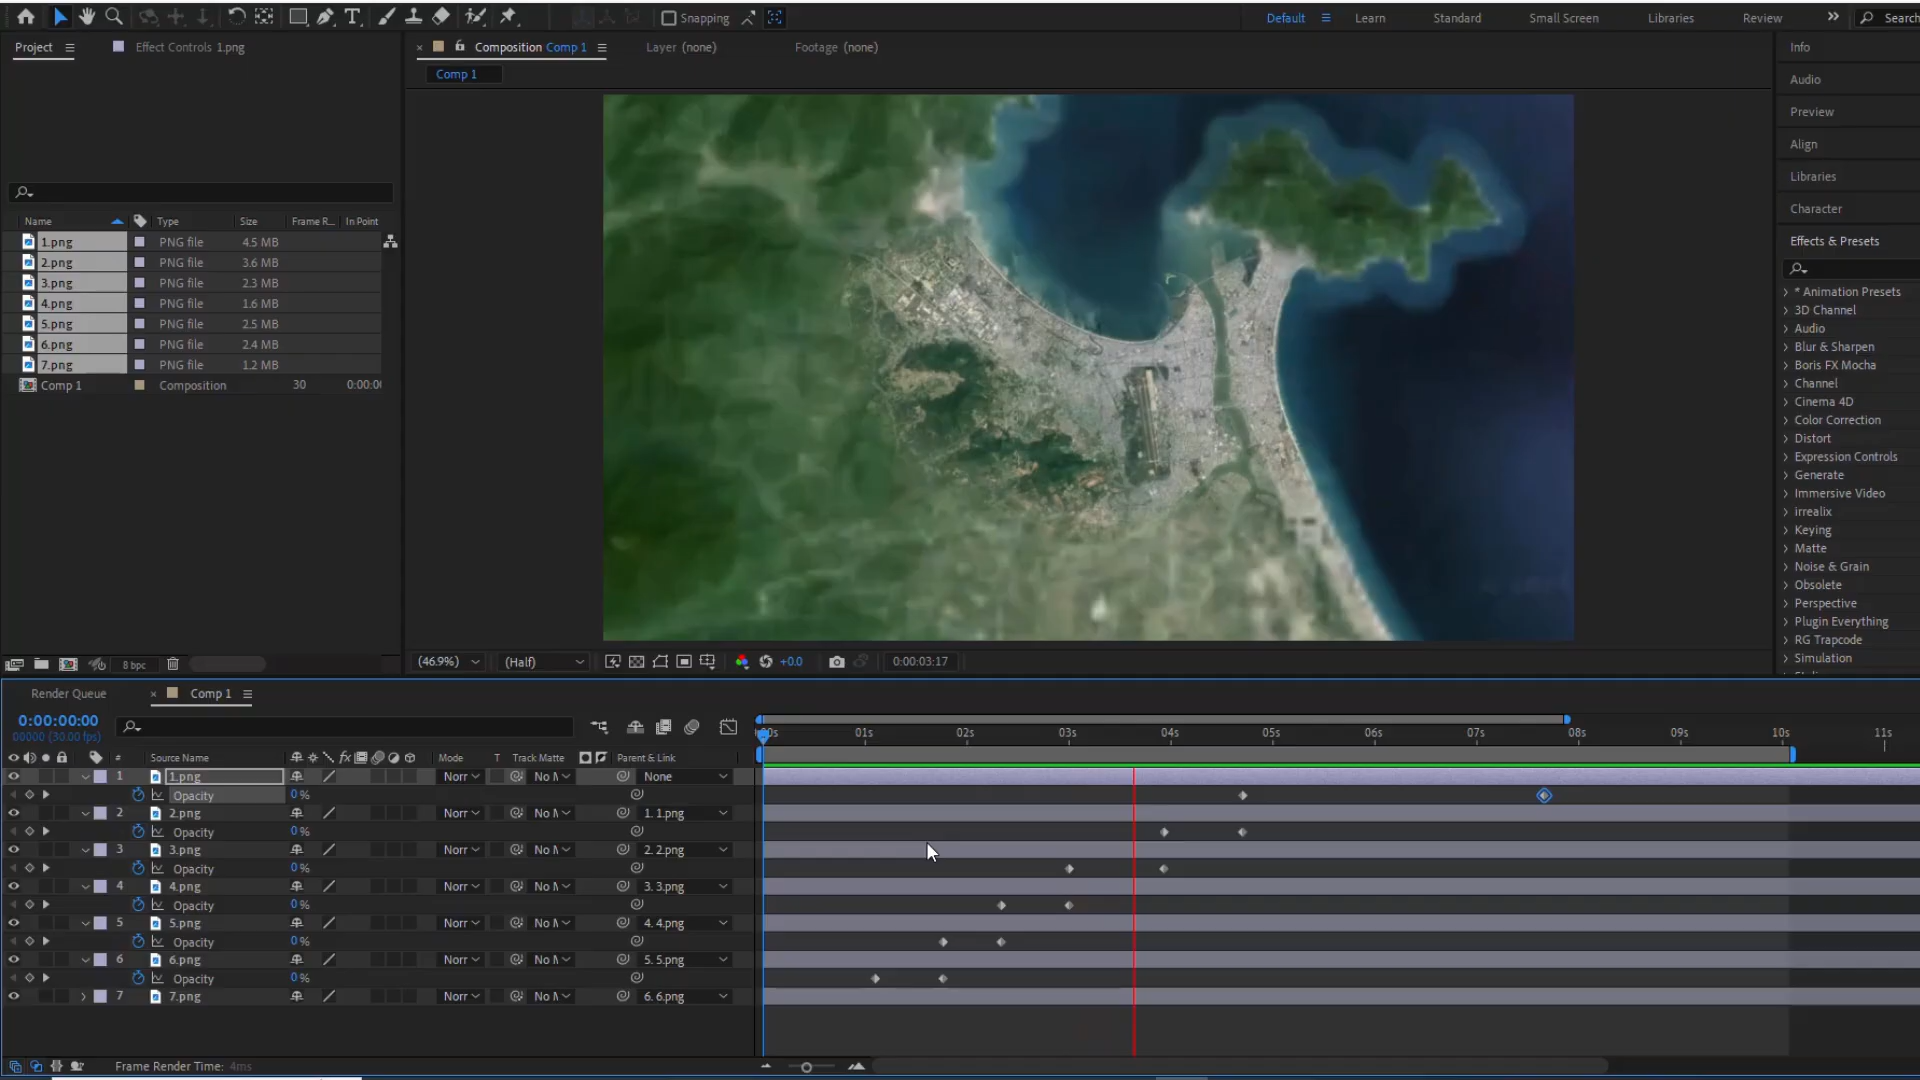 Snapping
Default
Learn
Standard
Small Screen
Libraries
Review
Search
Project
Effect Controls 1.png
Composition Comp 1
Layer (none)
Footage (none)
Comp 1
Info
Audio
Preview
Align
Libraries
Character
Effects & Presets
Name Type Size Frame R... In Point
1.png PNG file 4.5 MB
2.png PNG file 3.6 MB
3.png PNG file 2.3 MB
4.png PNG file 1.6 MB
5.png PNG file 2.5 MB
6.png PNG file 2.4 MB
7.png PNG file 1.2 MB
Comp 1 Composition 30 0:00:00
* Animation Presets
3D Channel
Audio
Blur & Sharpen
Boris FX Mocha
Channel
Cinema 4D
Color Correction
Distort
Expression Controls
Generate
Immersive Video
irrealix
Keying
Matte
Noise & Grain
Obsolete
Perspective
Plugin Everything
RG Trapcode
Simulation
8 bpc
(46.9%) (Half) +0.0 0:00:03:17
Render Queue
Comp 1
0:00:00:00
00000 (30.00 fps)
01s 02s 03s 04s 05s 06s 07s 08s 09s 10s 11s
# Source Name fx Mode T Track Matte Parent & Link
1 1.png Norr No M None
Opacity 0 %
2 2.png Norr No M 1. 1.png
Opacity 0 %
3 3.png Norr No M 2. 2.png
Opacity 0 %
4 4.png Norr No M 3. 3.png
Opacity 0 %
5 5.png Norr No M 4. 4.png
Opacity 0 %
6 6.png Norr No M 5. 5.png
Opacity 0 %
7 7.png Norr No M 6. 6.png
Frame Render Time: 4ms